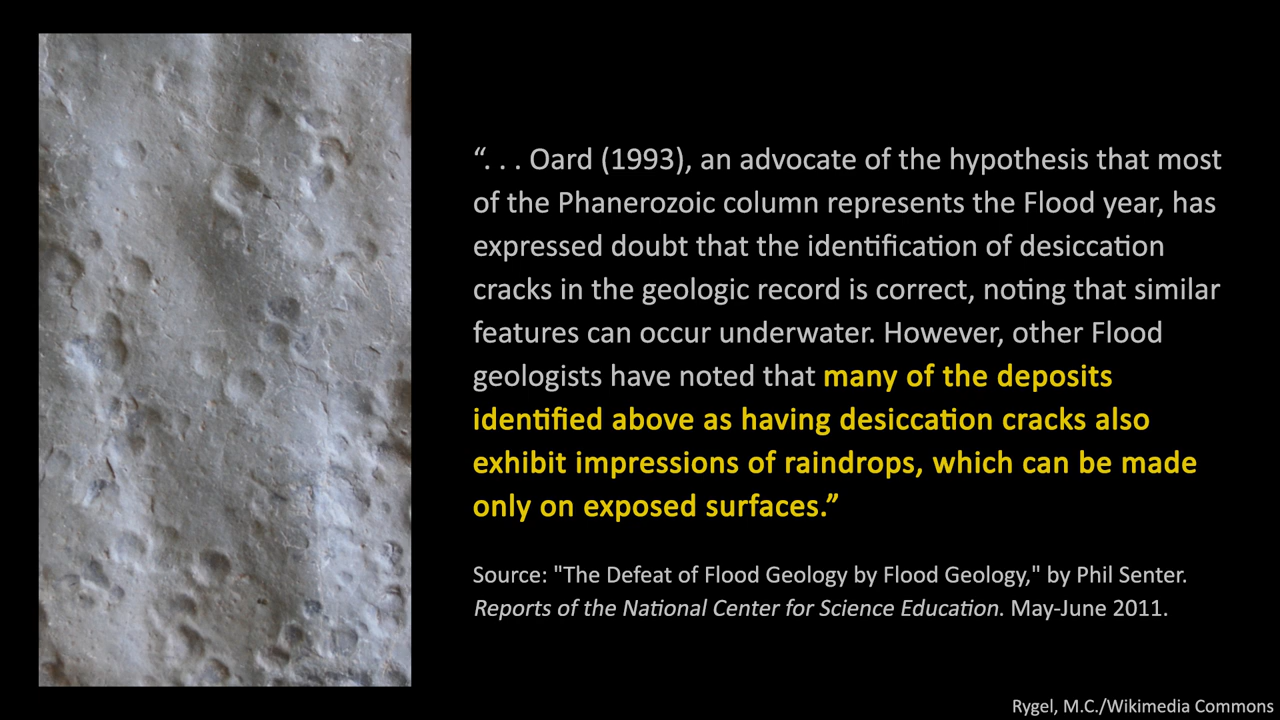 “. . . Oard (1993), an advocate of the hypothesis that most
of the Phanerozoic column represents the Flood year, has
expressed doubt that the identification of desiccation
cracks in the geologic record is correct, noting that similar
features can occur underwater. However, other Flood
geologists have noted that many of the deposits
identified above as having desiccation cracks also
exhibit impressions of raindrops, which can be made
only on exposed surfaces.”
Source: "The Defeat of Flood Geology by Flood Geology," by Phil Senter.
Reports of the National Center for Science Education. May-June 2011.
Rygel, M.C./Wikimedia Commons